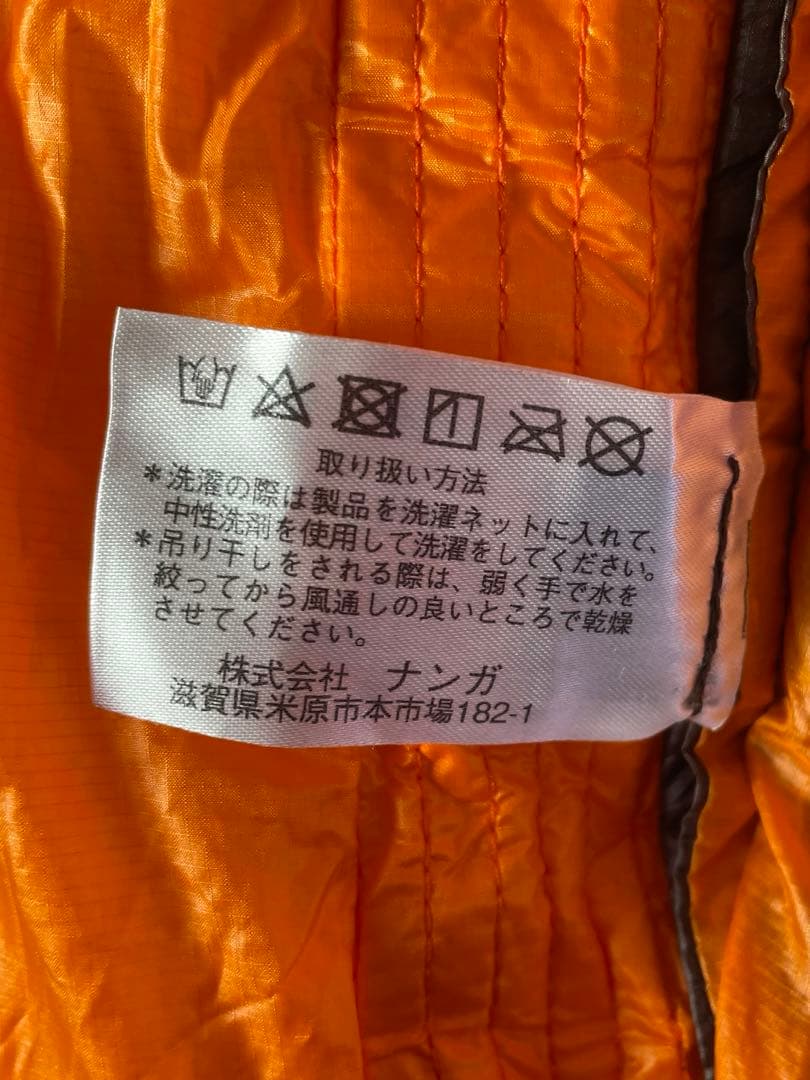 取り扱い方法
*洗濯の際は製品を洗濯ネットに入れて、
中性洗剤を使用して洗濯をしてください。
*吊り干しをされる際は、弱く手で水を
絞ってから風通しの良いところで乾燥
させてください。
株式会社 ナンガ
滋賀県米原市本市場182-1